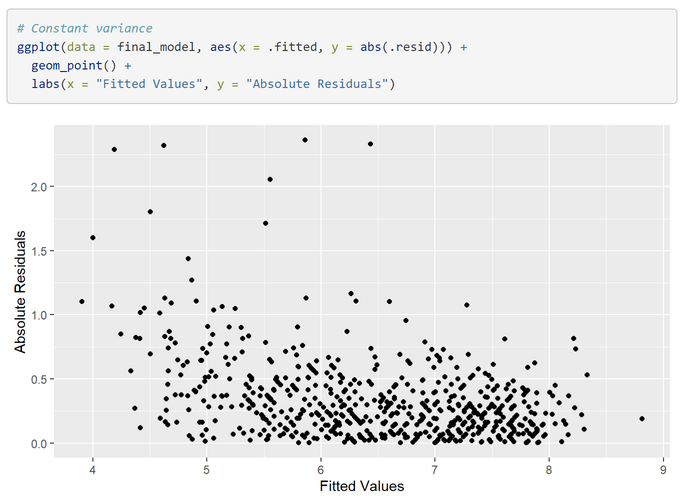 # Constant variance
ggplot(data = final_model, aes(x = .fitted, y = abs(.resid))) +
  geom_point() +
  labs(x = "Fitted Values", y = "Absolute Residuals")
Absolute Residuals
2.0
1.5
1.0
0.5
0.0
4 5 6 7 8 9
Fitted Values